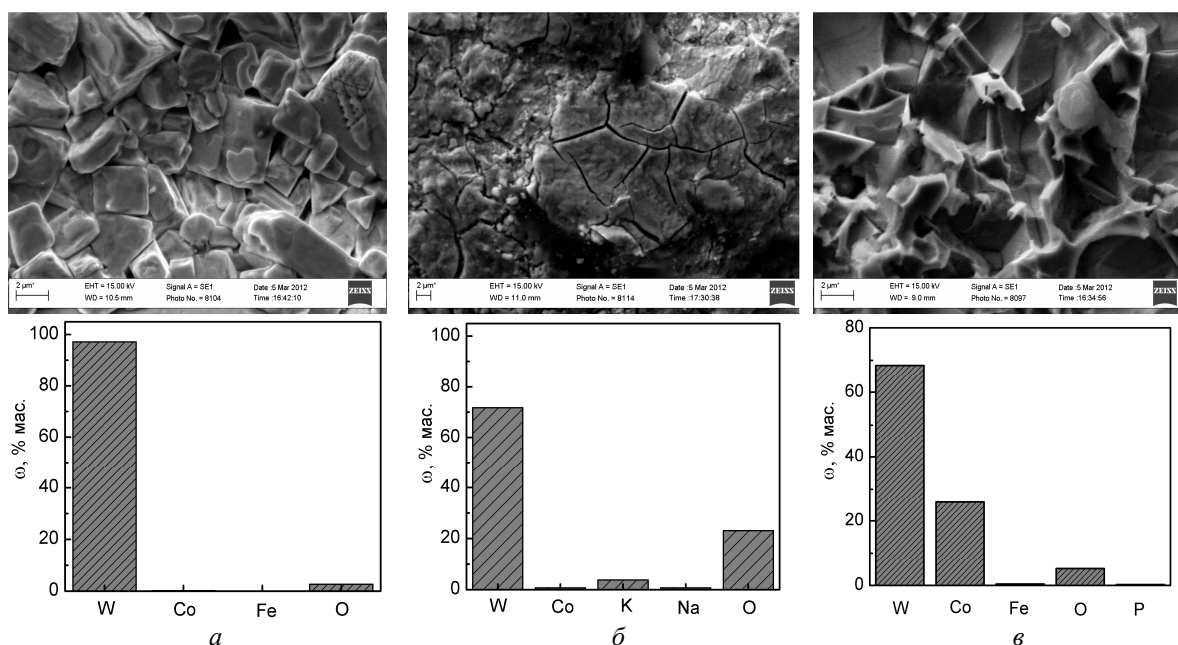 2 µm*
EHT = 15.00 kV
WD = 10.5 mm
Signal A = SE1
Photo No. = 8104
Date :5 Mar 2012
Time :16:42:10
ZEISS
2 µm*
EHT = 15.00 kV
WD = 11.0 mm
Signal A = SE1
Photo No. = 8114
Date :5 Mar 2012
Time :17:30:38
ZEISS
2 µm*
EHT = 15.00 kV
WD = 9.0 mm
Signal A = SE1
Photo No. = 8097
Date :5 Mar 2012
Time :16:34:56
ZEISS
ω, % мас.
100
80
60
40
20
0
W Co Fe O
а
ω, % мас.
100
80
60
40
20
0
W Co K Na O
б
ω, % мас.
80
60
40
20
0
W Co Fe O P
в